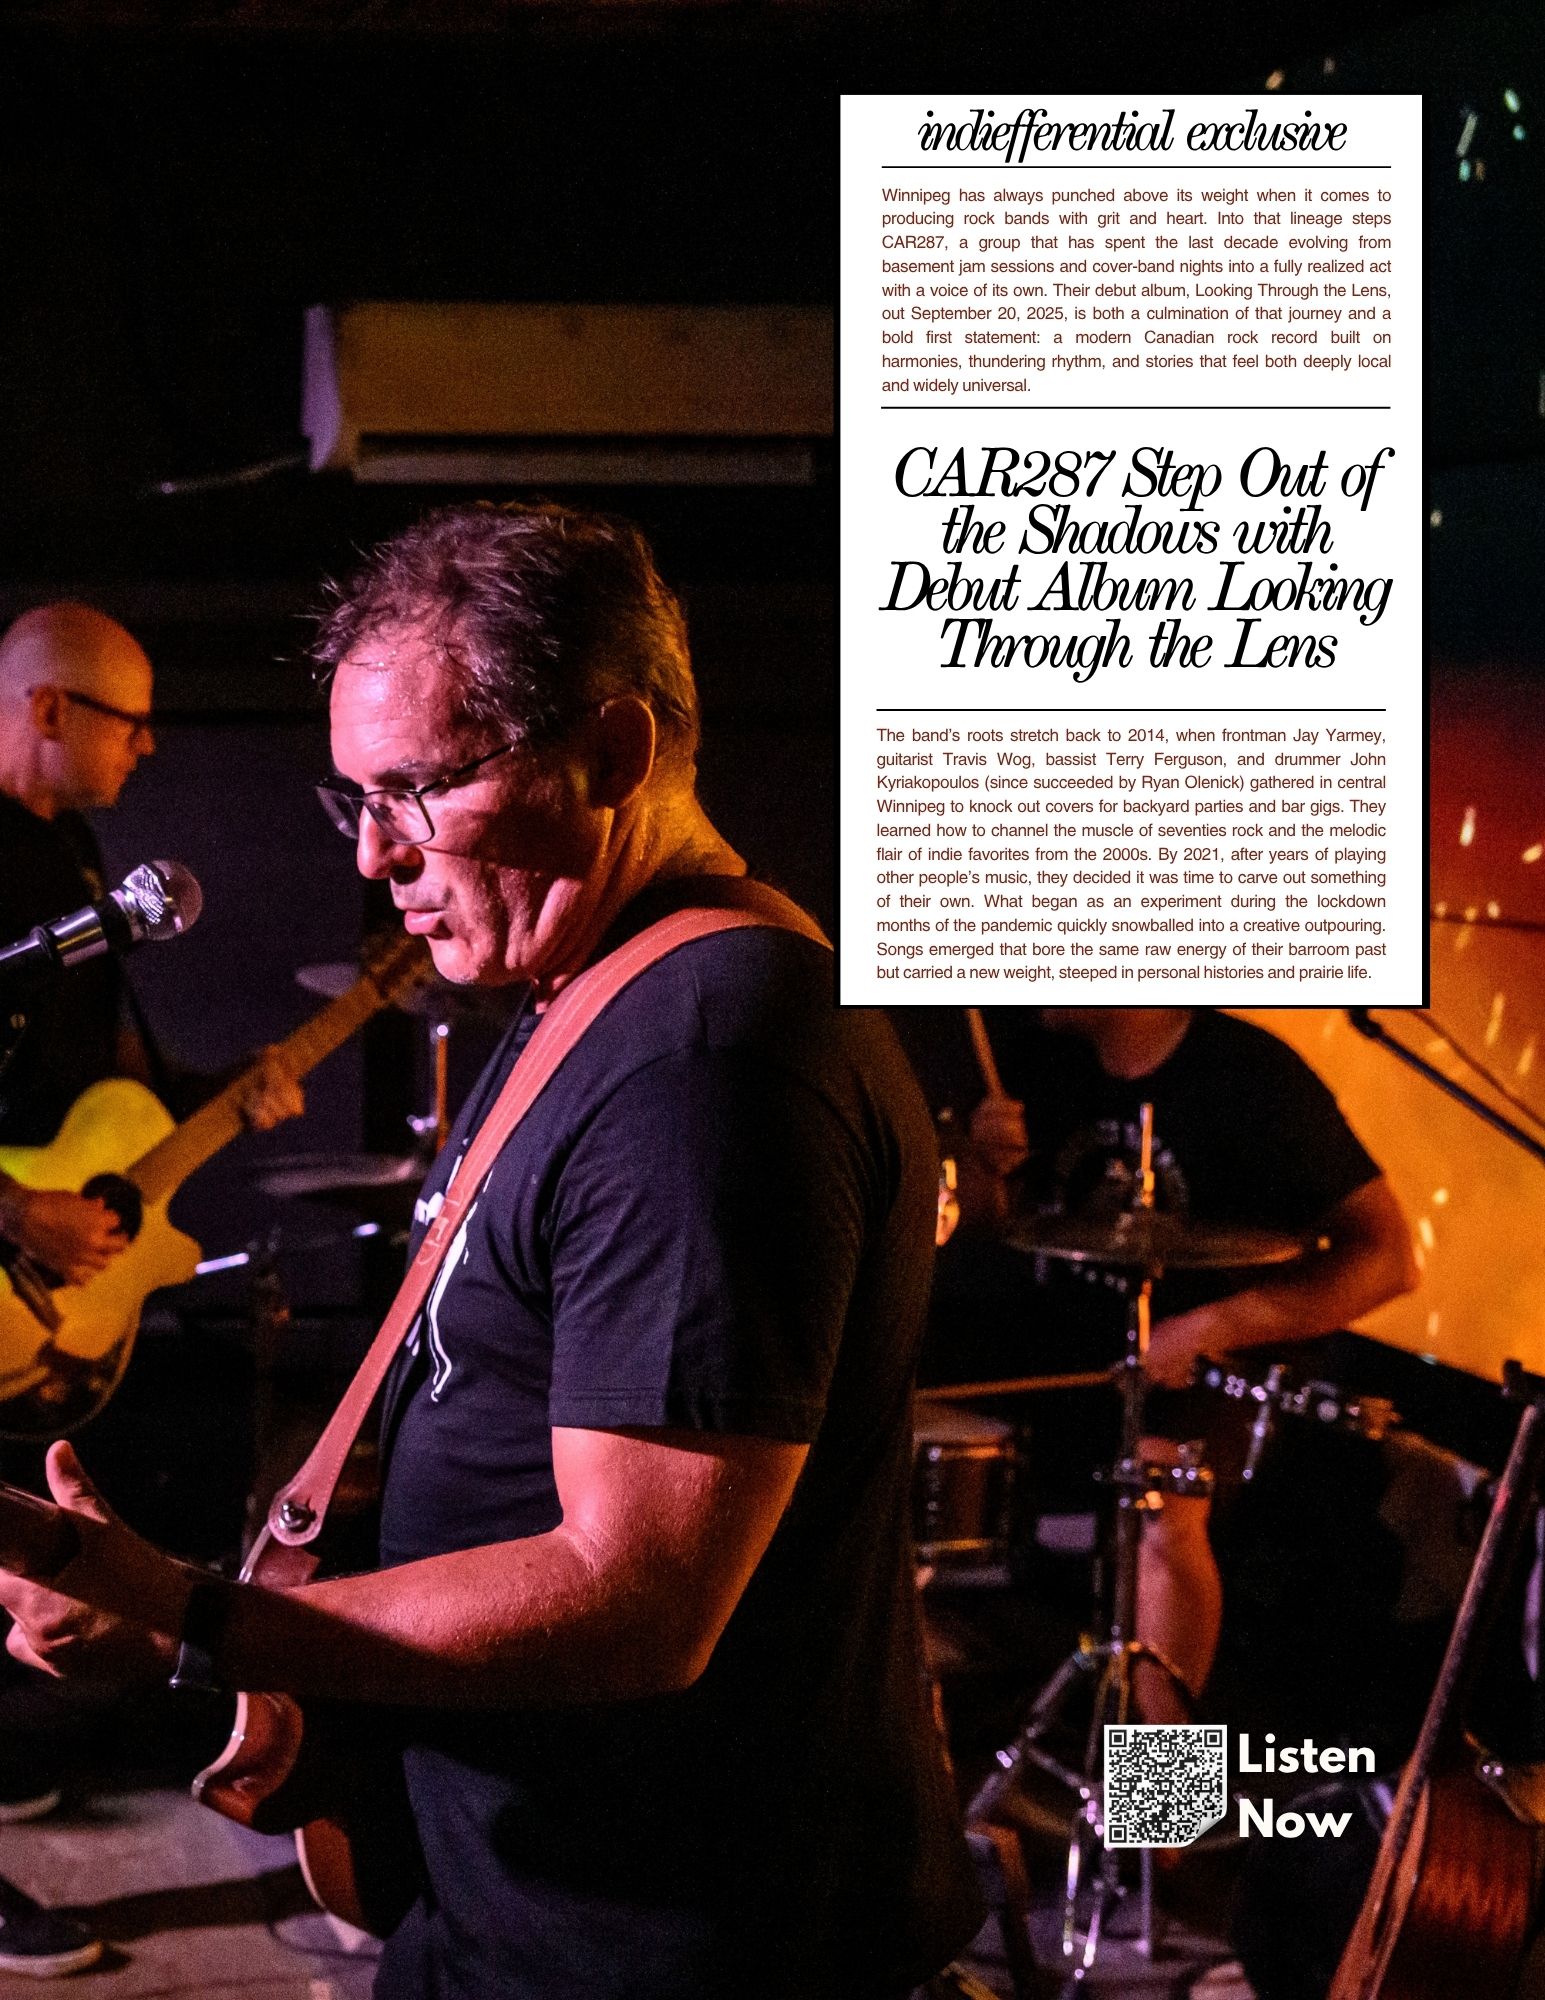 indiefferential exclusive
Winnipeg has always punched above its weight when it comes to
producing rock bands with grit and heart. Into that lineage steps
CAR287, a group that has spent the last decade evolving from
basement jam sessions and cover-band nights into a fully realized act
with a voice of its own. Their debut album, Looking Through the Lens,
out September 20, 2025, is both a culmination of that journey and a
bold first statement: a modern Canadian rock record built on
harmonies, thundering rhythm, and stories that feel both deeply local
and widely universal.
CAR287 Step Out of
the Shadows with
Debut Album Looking
Through the Lens
The band’s roots stretch back to 2014, when frontman Jay Yarmey,
guitarist Travis Wog, bassist Terry Ferguson, and drummer John
Kyriakopoulos (since succeeded by Ryan Olenick) gathered in central
Winnipeg to knock out covers for backyard parties and bar gigs. They
learned how to channel the muscle of seventies rock and the melodic
flair of indie favorites from the 2000s. By 2021, after years of playing
other people’s music, they decided it was time to carve out something
of their own. What began as an experiment during the lockdown
months of the pandemic quickly snowballed into a creative outpouring.
Songs emerged that bore the same raw energy of their barroom past
but carried a new weight, steeped in personal histories and prairie life.
Listen
Now